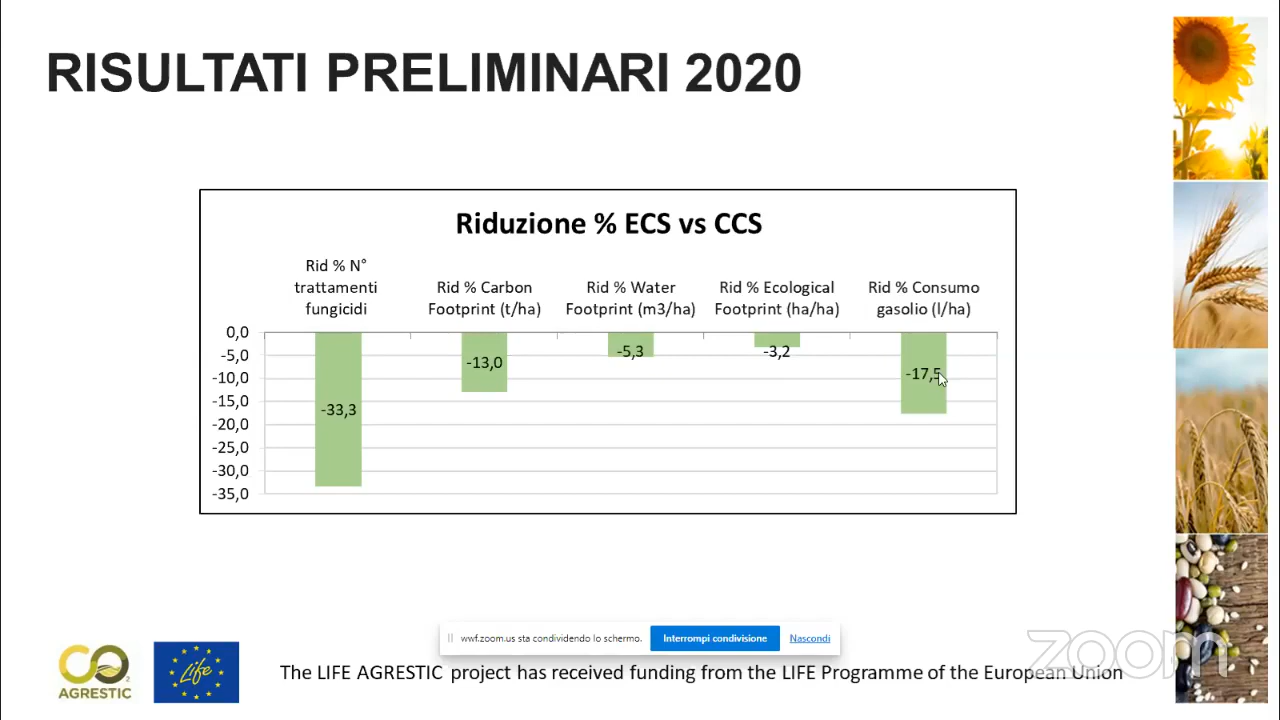 RISULTATI PRELIMINARI 2020
Riduzione % ECS vs CCS
Rid % N°
trattamenti
fungicidi
Rid % Carbon
Footprint (t/ha)
Rid % Water
Footprint (m3/ha)
Rid % Ecological
Footprint (ha/ha)
Rid % Consumo
gasolio (l/ha)
0,0
-5,0
-10,0
-15,0
-20,0
-25,0
-30,0
-35,0
-33,3
-13,0
-5,3
-3,2
-17,5
wwf.zoom.us sta condividendo lo schermo.
Interrompi condivisione
Nascondi
zoom
CO2
AGRESTIC
Life
The LIFE AGRESTIC project has received funding from the LIFE Programme of the European Union